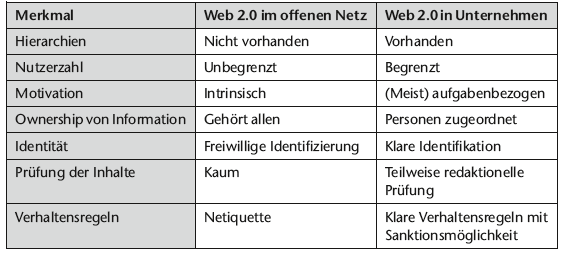 Merkmal Web 2.0 im offenen Netz Web 2.0 in Unternehmen
Hierarchien Nicht vorhanden Vorhanden
Nutzerzahl Unbegrenzt Begrenzt
Motivation Intrinsisch (Meist) aufgabenbezogen
Ownership von Information Gehört allen Personen zugeordnet
Identität Freiwillige Identifizierung Klare Identifikation
Prüfung der Inhalte Kaum Teilweise redaktionelle
Prüfung
Verhaltensregeln Netiquette Klare Verhaltensregeln mit
Sanktionsmöglichkeit